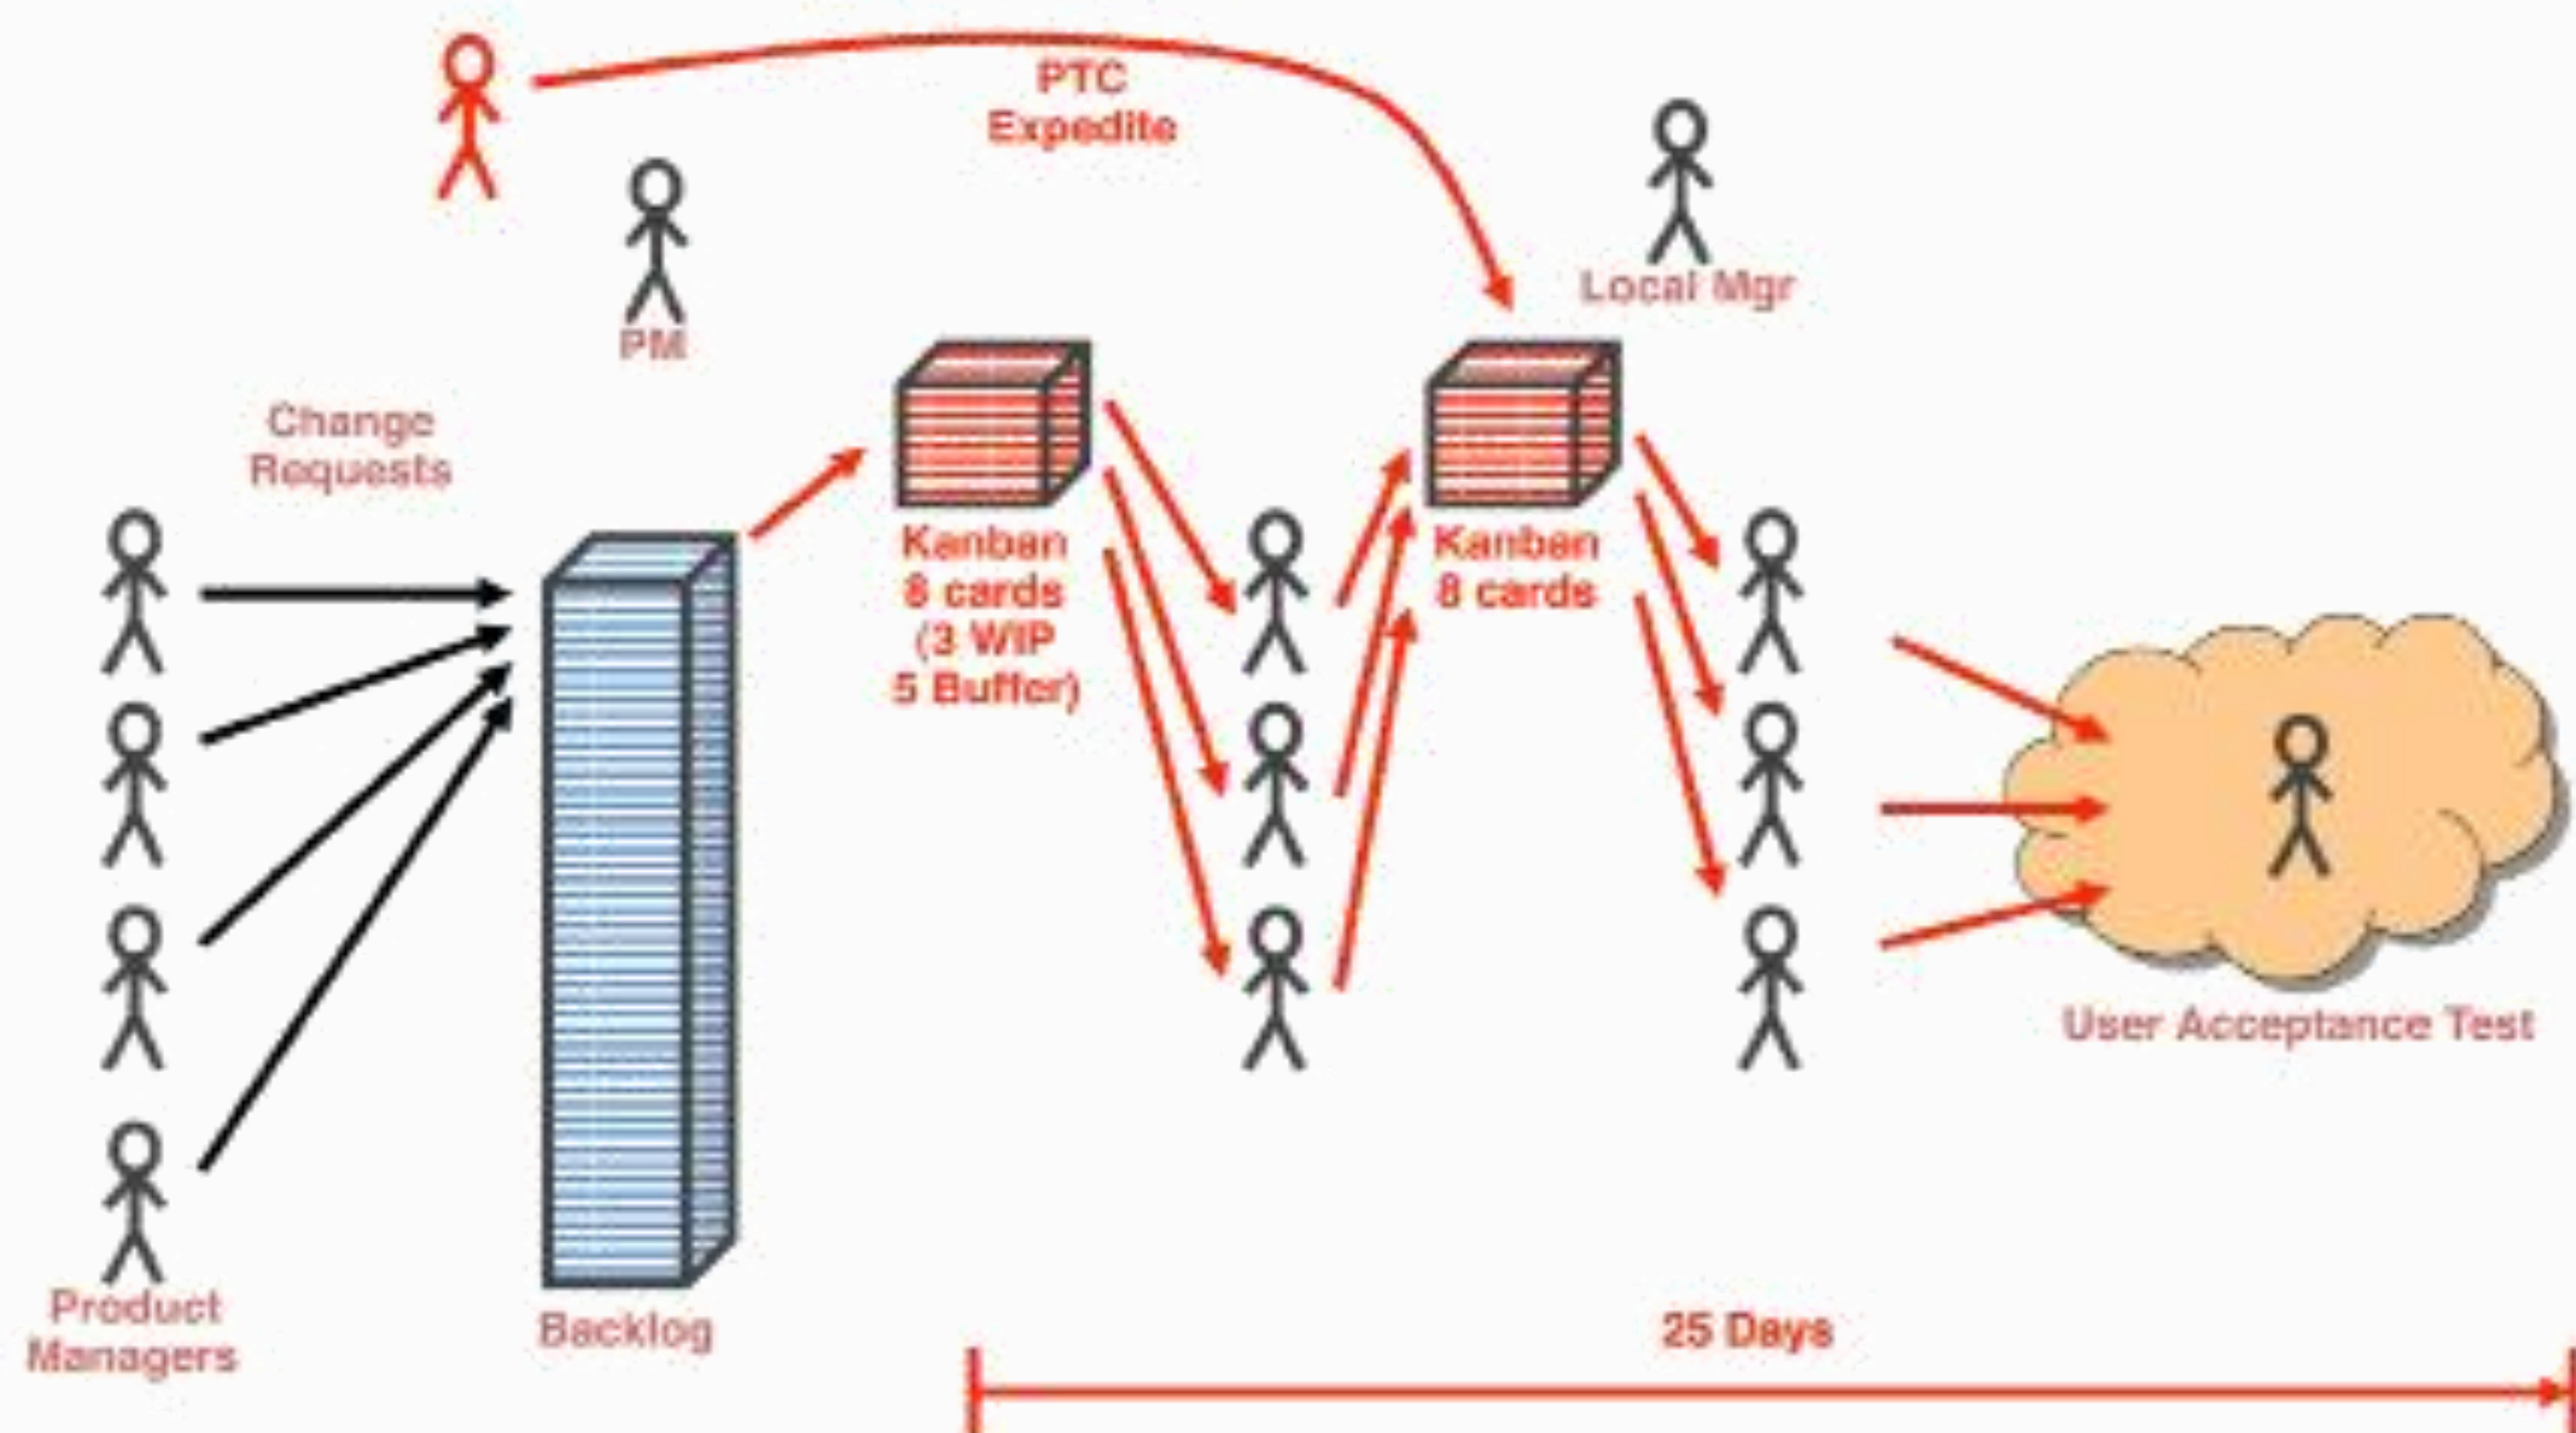 PTC
Expedite
Local Mgr
PM
Change
Requests
Kanban
8 cards
(3 WIP
5 Buffer)
Kanban
8 cards
User Acceptance Test
Product
Managers
Backlog
25 Days